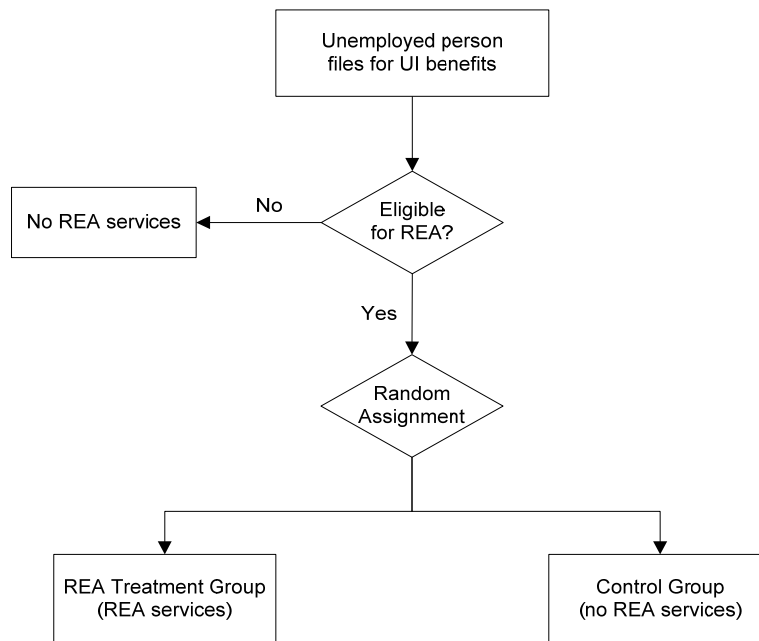 Unemployed person
files for UI benefits
No
No REA services
Eligible
for REA?
Yes
Random
Assignment
REA Treatment Group
(REA services)
Control Group
(no REA services)